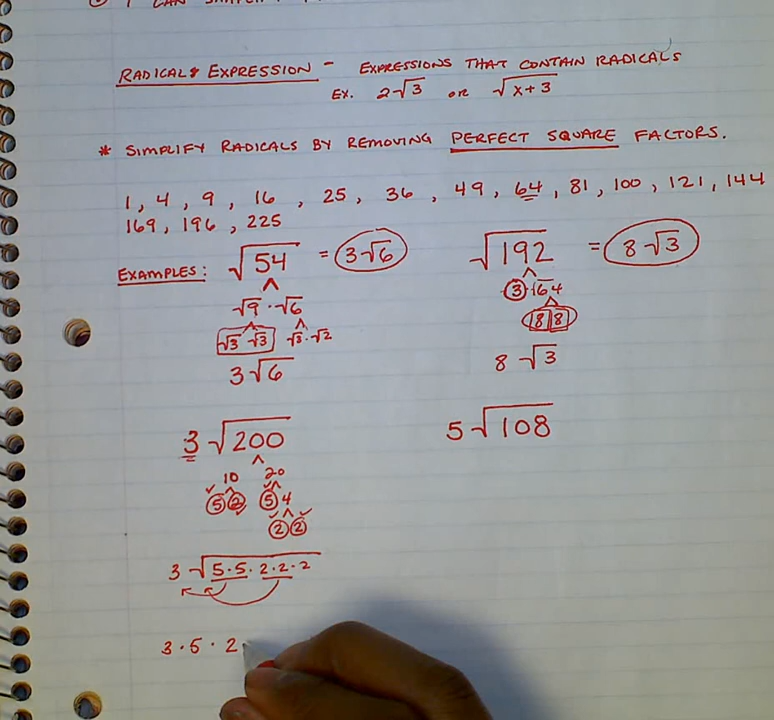 I CAN
RADICAL EXPRESSION - EXPRESSIONS THAT CONTAIN RADICALS
EX. 2√3 OR √x+3
* SIMPLIFY RADICALS BY REMOVING PERFECT SQUARE FACTORS.
1, 4, 9, 16, 25, 36, 49, 64, 81, 100, 121, 144
169, 196, 225
EXAMPLES: √54 = 3√6
√9 · √6
√3 √3 √3 · √2
3√6
√192 = 8√3
3 · 64
8 8
8 √3
3√200
10 20
5 2 5 4
2 2
3√5·5·2·2·2
3·5·2
5√108